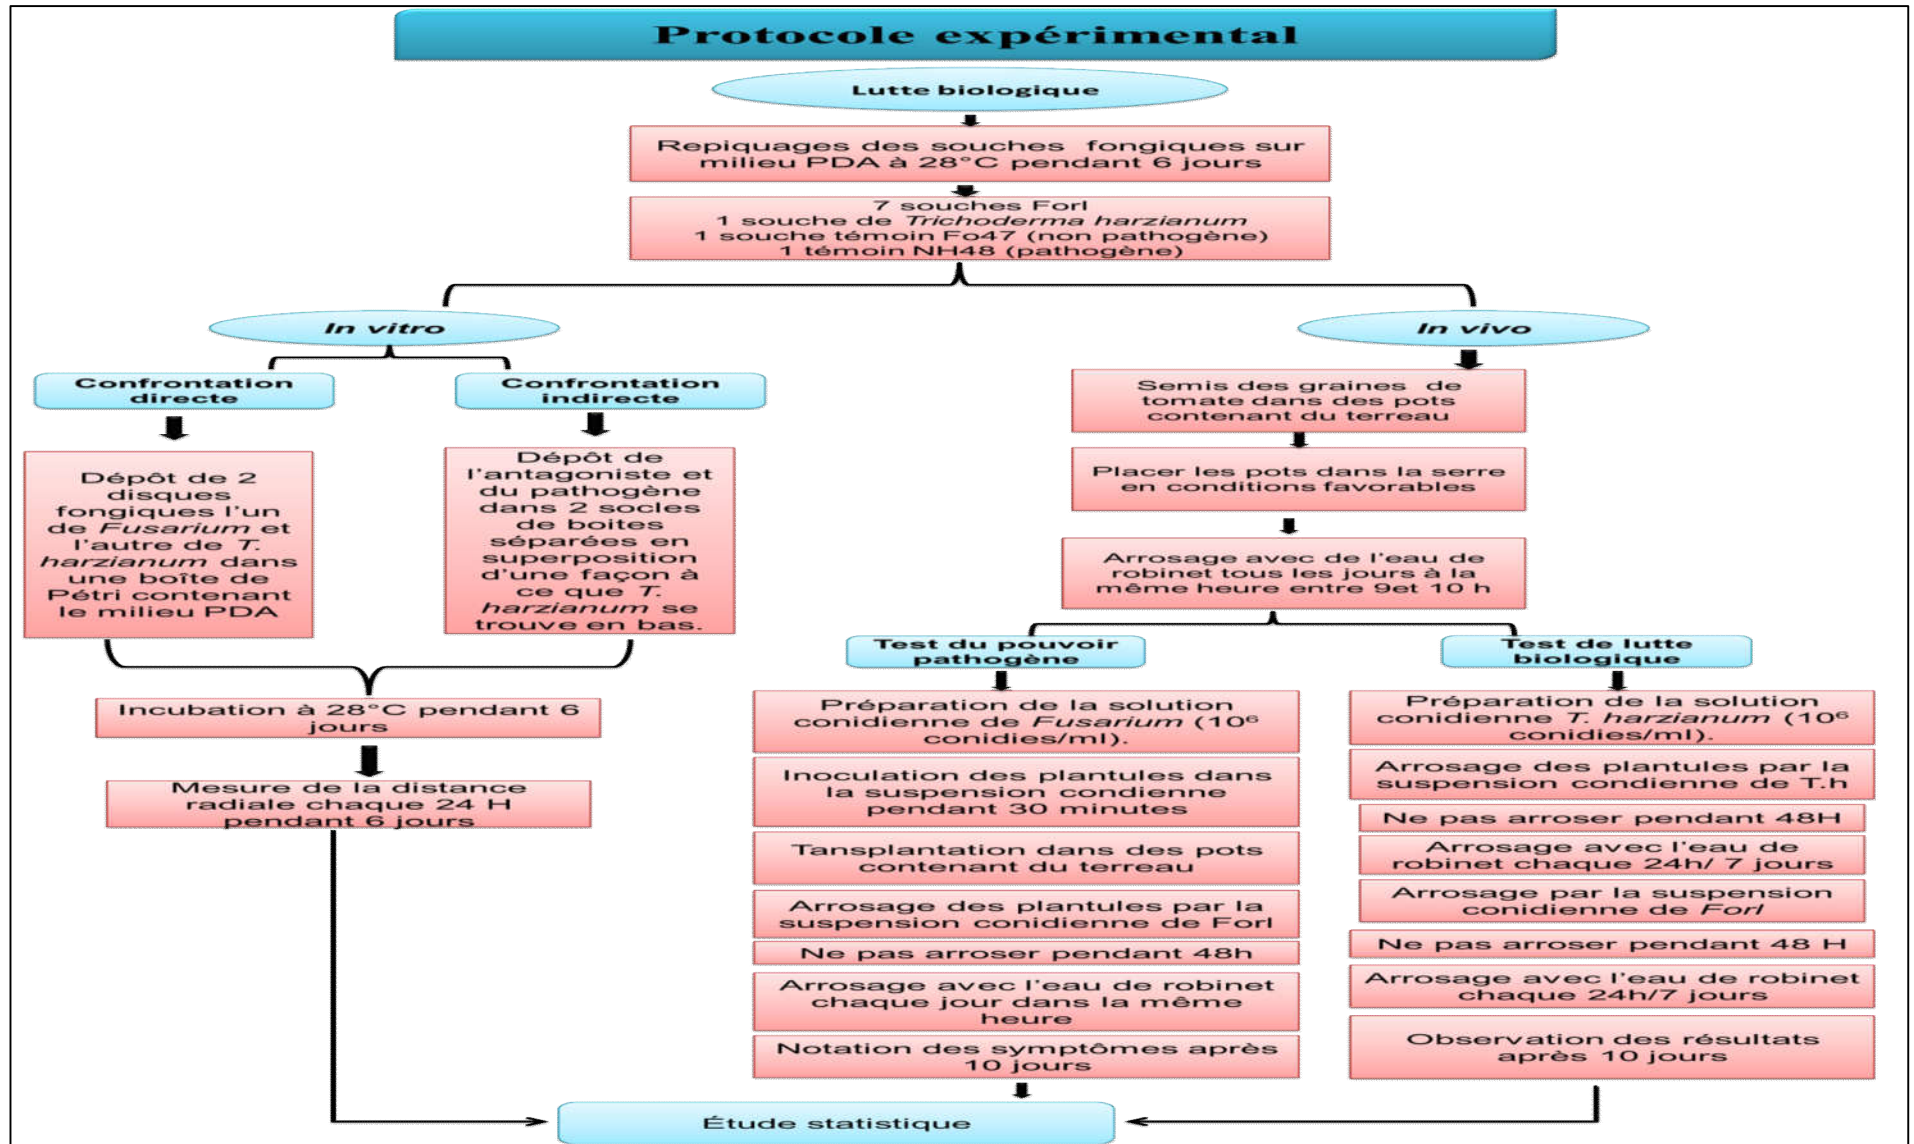 Protocole expérimental
Lutte biologique
Repiquages des souches fongiques sur
milieu PDA à 28°C pendant 6 jours
7 souches Forl
1 souche de Trichoderma harzianum
1 souche témoin Fo47 (non pathogène)
1 témoin NH48 (pathogène)
In vitro
Confrontation
directe
Dépôt de 2
disques
fongiques l'un
de Fusarium et
l'autre de T.
harzianum dans
une boîte de
Pétri contenant
le milieu PDA
Confrontation
indirecte
Dépôt de
l'antagoniste et
du pathogène
dans 2 socles
de boites
séparées en
superposition
d'une façon à
ce que T.
harzianum se
trouve en bas.
Incubation à 28°C pendant 6
jours
Mesure de la distance
radiale chaque 24 H
pendant 6 jours
In vivo
Semis des graines de
tomate dans des pots
contenant du terreau
Placer les pots dans la serre
en conditions favorables
Arrosage avec de l'eau de
robinet tous les jours à la
même heure entre 9et 10 h
Test du pouvoir
pathogène
Préparation de la solution
conidienne de Fusarium (10⁶
conidies/ml).
Inoculation des plantules dans
la suspension condienne
pendant 30 minutes
Tansplantation dans des pots
contenant du terreau
Arrosage des plantules par la
suspension conidienne de Forl
Ne pas arroser pendant 48h
Arrosage avec l'eau de robinet
chaque jour dans la même
heure
Notation des symptômes après
10 jours
Test de lutte
biologique
Préparation de la solution
conidienne T. harzianum (10⁶
conidies/ml).
Arrosage des plantules par la
suspension condienne de T.h
Ne pas arroser pendant 48H
Arrosage avec l'eau de
robinet chaque 24h/ 7 jours
Arrosage par la suspension
conidienne de Forl
Ne pas arroser pendant 48 H
Arrosage avec l'eau de robinet
chaque 24h/7 jours
Observation des résultats
après 10 jours
Étude statistique